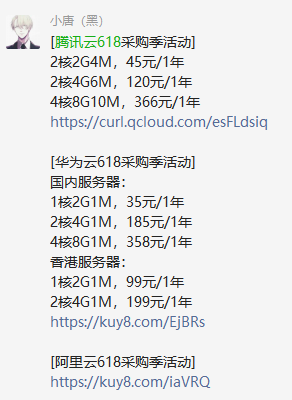 小唐（黑）
[腾讯云618采购季活动]
2核2G4M，45元/1年
2核4G6M，120元/1年
4核8G10M，366元/1年
https://curl.qcloud.com/esFLdsiq
[华为云618采购季活动]
国内服务器：
1核2G1M，35元/1年
2核4G1M，185元/1年
4核8G1M，358元/1年
香港服务器：
1核2G1M，99元/1年
2核4G1M，199元/1年
https://kuy8.com/EjBRs
[阿里云618采购季活动]
https://kuy8.com/iaVRQ